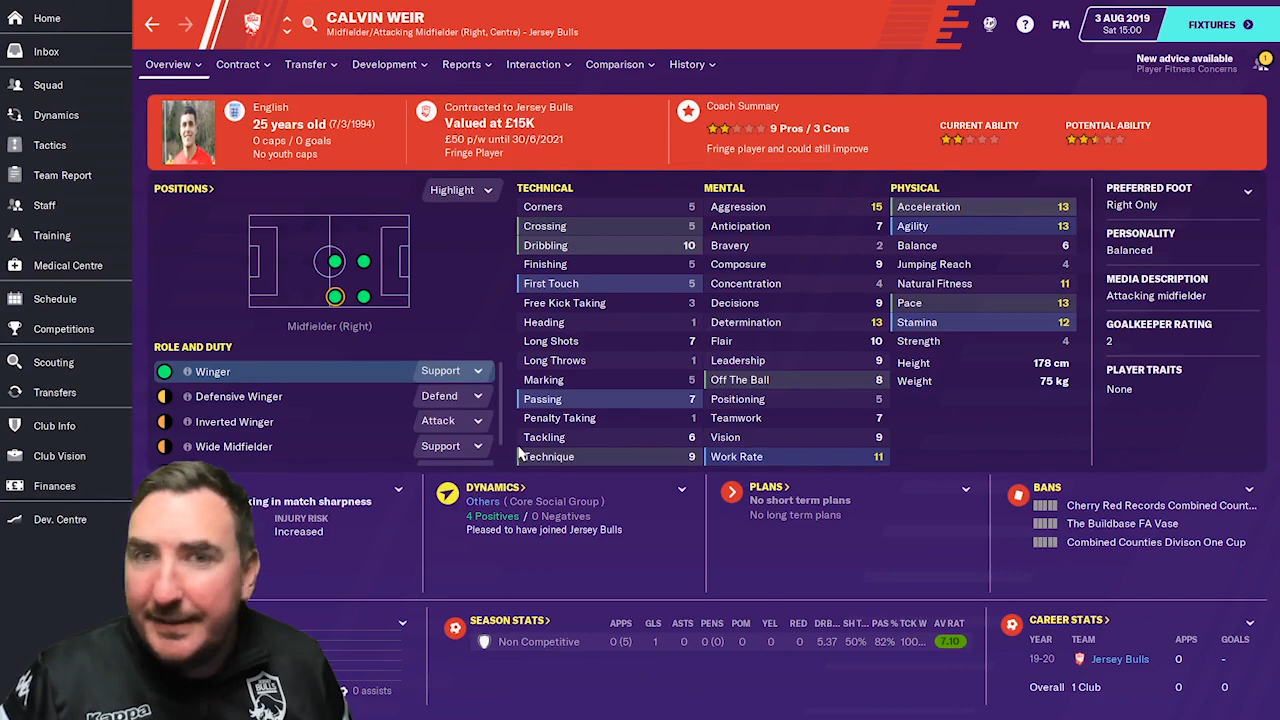 Home
Inbox
Squad
Dynamics
Tactics
Team Report
Staff
Training
Medical Centre
Schedule
Competitions
Scouting
Transfers
Club Info
Club Vision
Finances
Dev. Centre
CALVIN WEIR
Midfielder/Attacking Midfielder (Right, Centre) - Jersey Bulls
FM
3 AUG 2019
Sat 15:00
FIXTURES
Overview
Contract
Transfer
Development
Reports
Interaction
Comparison
History
New advice available
Player Fitness Concerns
1
English
25 years old (7/3/1994)
0 caps / 0 goals
No youth caps
Contracted to Jersey Bulls
Valued at £15K
£50 p/w until 30/6/2021
Fringe Player
Coach Summary
9 Pros / 3 Cons
Fringe player and could still improve
CURRENT ABILITY
POTENTIAL ABILITY
POSITIONS
Highlight
Midfielder (Right)
ROLE AND DUTY
Winger Support
Defensive Winger Defend
Inverted Winger Attack
Wide Midfielder Support
TECHNICAL
Corners 5
Crossing 5
Dribbling 10
Finishing 5
First Touch 5
Free Kick Taking 3
Heading 1
Long Shots 7
Long Throws 1
Marking 5
Passing 7
Penalty Taking 1
Tackling 6
Technique 9
MENTAL
Aggression 15
Anticipation 7
Bravery 2
Composure 9
Concentration 4
Decisions 9
Determination 13
Flair 10
Leadership 9
Off The Ball 8
Positioning 5
Teamwork 7
Vision 9
Work Rate 11
PHYSICAL
Acceleration 13
Agility 13
Balance 6
Jumping Reach 4
Natural Fitness 11
Pace 13
Stamina 12
Strength 4
Height 178 cm
Weight 75 kg
PREFERRED FOOT
Right Only
PERSONALITY
Balanced
MEDIA DESCRIPTION
Attacking midfielder
GOALKEEPER RATING
2
PLAYER TRAITS
None
king in match sharpness
INJURY RISK
Increased
DYNAMICS
Others ( Core Social Group )
4 Positives / 0 Negatives
Pleased to have joined Jersey Bulls
PLANS
No short term plans
No long term plans
BANS
Cherry Red Records Combined Count...
The Buildbase FA Vase
Combined Counties Divison One Cup
0 assists
SEASON STATS
APPS GLS ASTS PENS POM YEL RED DRB... SH T... PAS % TCK W AV RAT
Non Competitive 0 (5) 1 0 0 (0) 0 0 0 5.37 50% 82% 100... 7.10
CAREER STATS
YEAR TEAM APPS GOALS
19-20 Jersey Bulls 0 -
Overall 1 Club 0 0
Kappa
JERSEY
BULLS